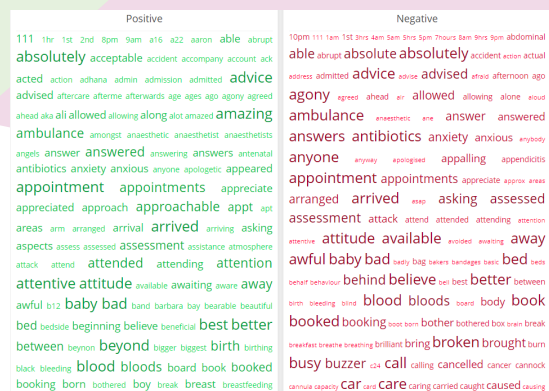 Positive
111 1hr 1st 2nd 8pm 9am a16 a22 aaron able abrupt
absolutely acceptable accident accompany account ack
acted action adhana admin admission admitted advice
advised aftercare afterme afterwards age ages ago agony agreed
ahead aka ali allowed allowing along alot amazed amazing
ambulance amongst anaesthetic anaesthetist anaesthetists
angels answer answered answering answers antenatal
antibiotics anxiety anxious anyone apologetic appeared
appointment appointments appreciate
appreciated approach approachable appt apt
areas arm arranged arrival arrived arriving asking
aspects assess assessed assessment assistance atmosphere
attack attend attended attending attention
attentive attitude available awaiting aware away
awful b12 baby bad band barbara bay bearable beautiful
bed bedside beginning believe beneficial best better
between beynon beyond bigger biggest birth birthing
black bleeding blood bloods board book booked
booking born bothered boy break breast breastfeeding
Negative
10pm 111 1am 1st 3hrs 4am 5am 5hrs 5pm 7hours 8am 9hrs 9pm abdominal
able abrupt absolute absolutely accident action actual
address admitted advice advise advised afraid afternoon ago
agony agreed ahead air allowed allowing alone aloud
ambulance anaesthetic ane answer answered
answers antibiotics anxiety anxious anybody
anyone anyway apologised appalling appendicitis
appointment appointments appreciate approx areas
arranged arrived asap asking assessed
assessment attack attend attended attending attention
attentive attitude available avoided awaiting away
awful baby bad badly bag bakers bandages basic bed beds
behalf behaviour behind believe bell best better between
birth bleeding blind blood bloods board body book
booked booking boot born bother bothered box brain break
breakfast breathe breathing brilliant bring broken brought burn
busy buzzer c24 call calling cancelled cancer cannock
cannula capacity car card care caring carried caught caused causing